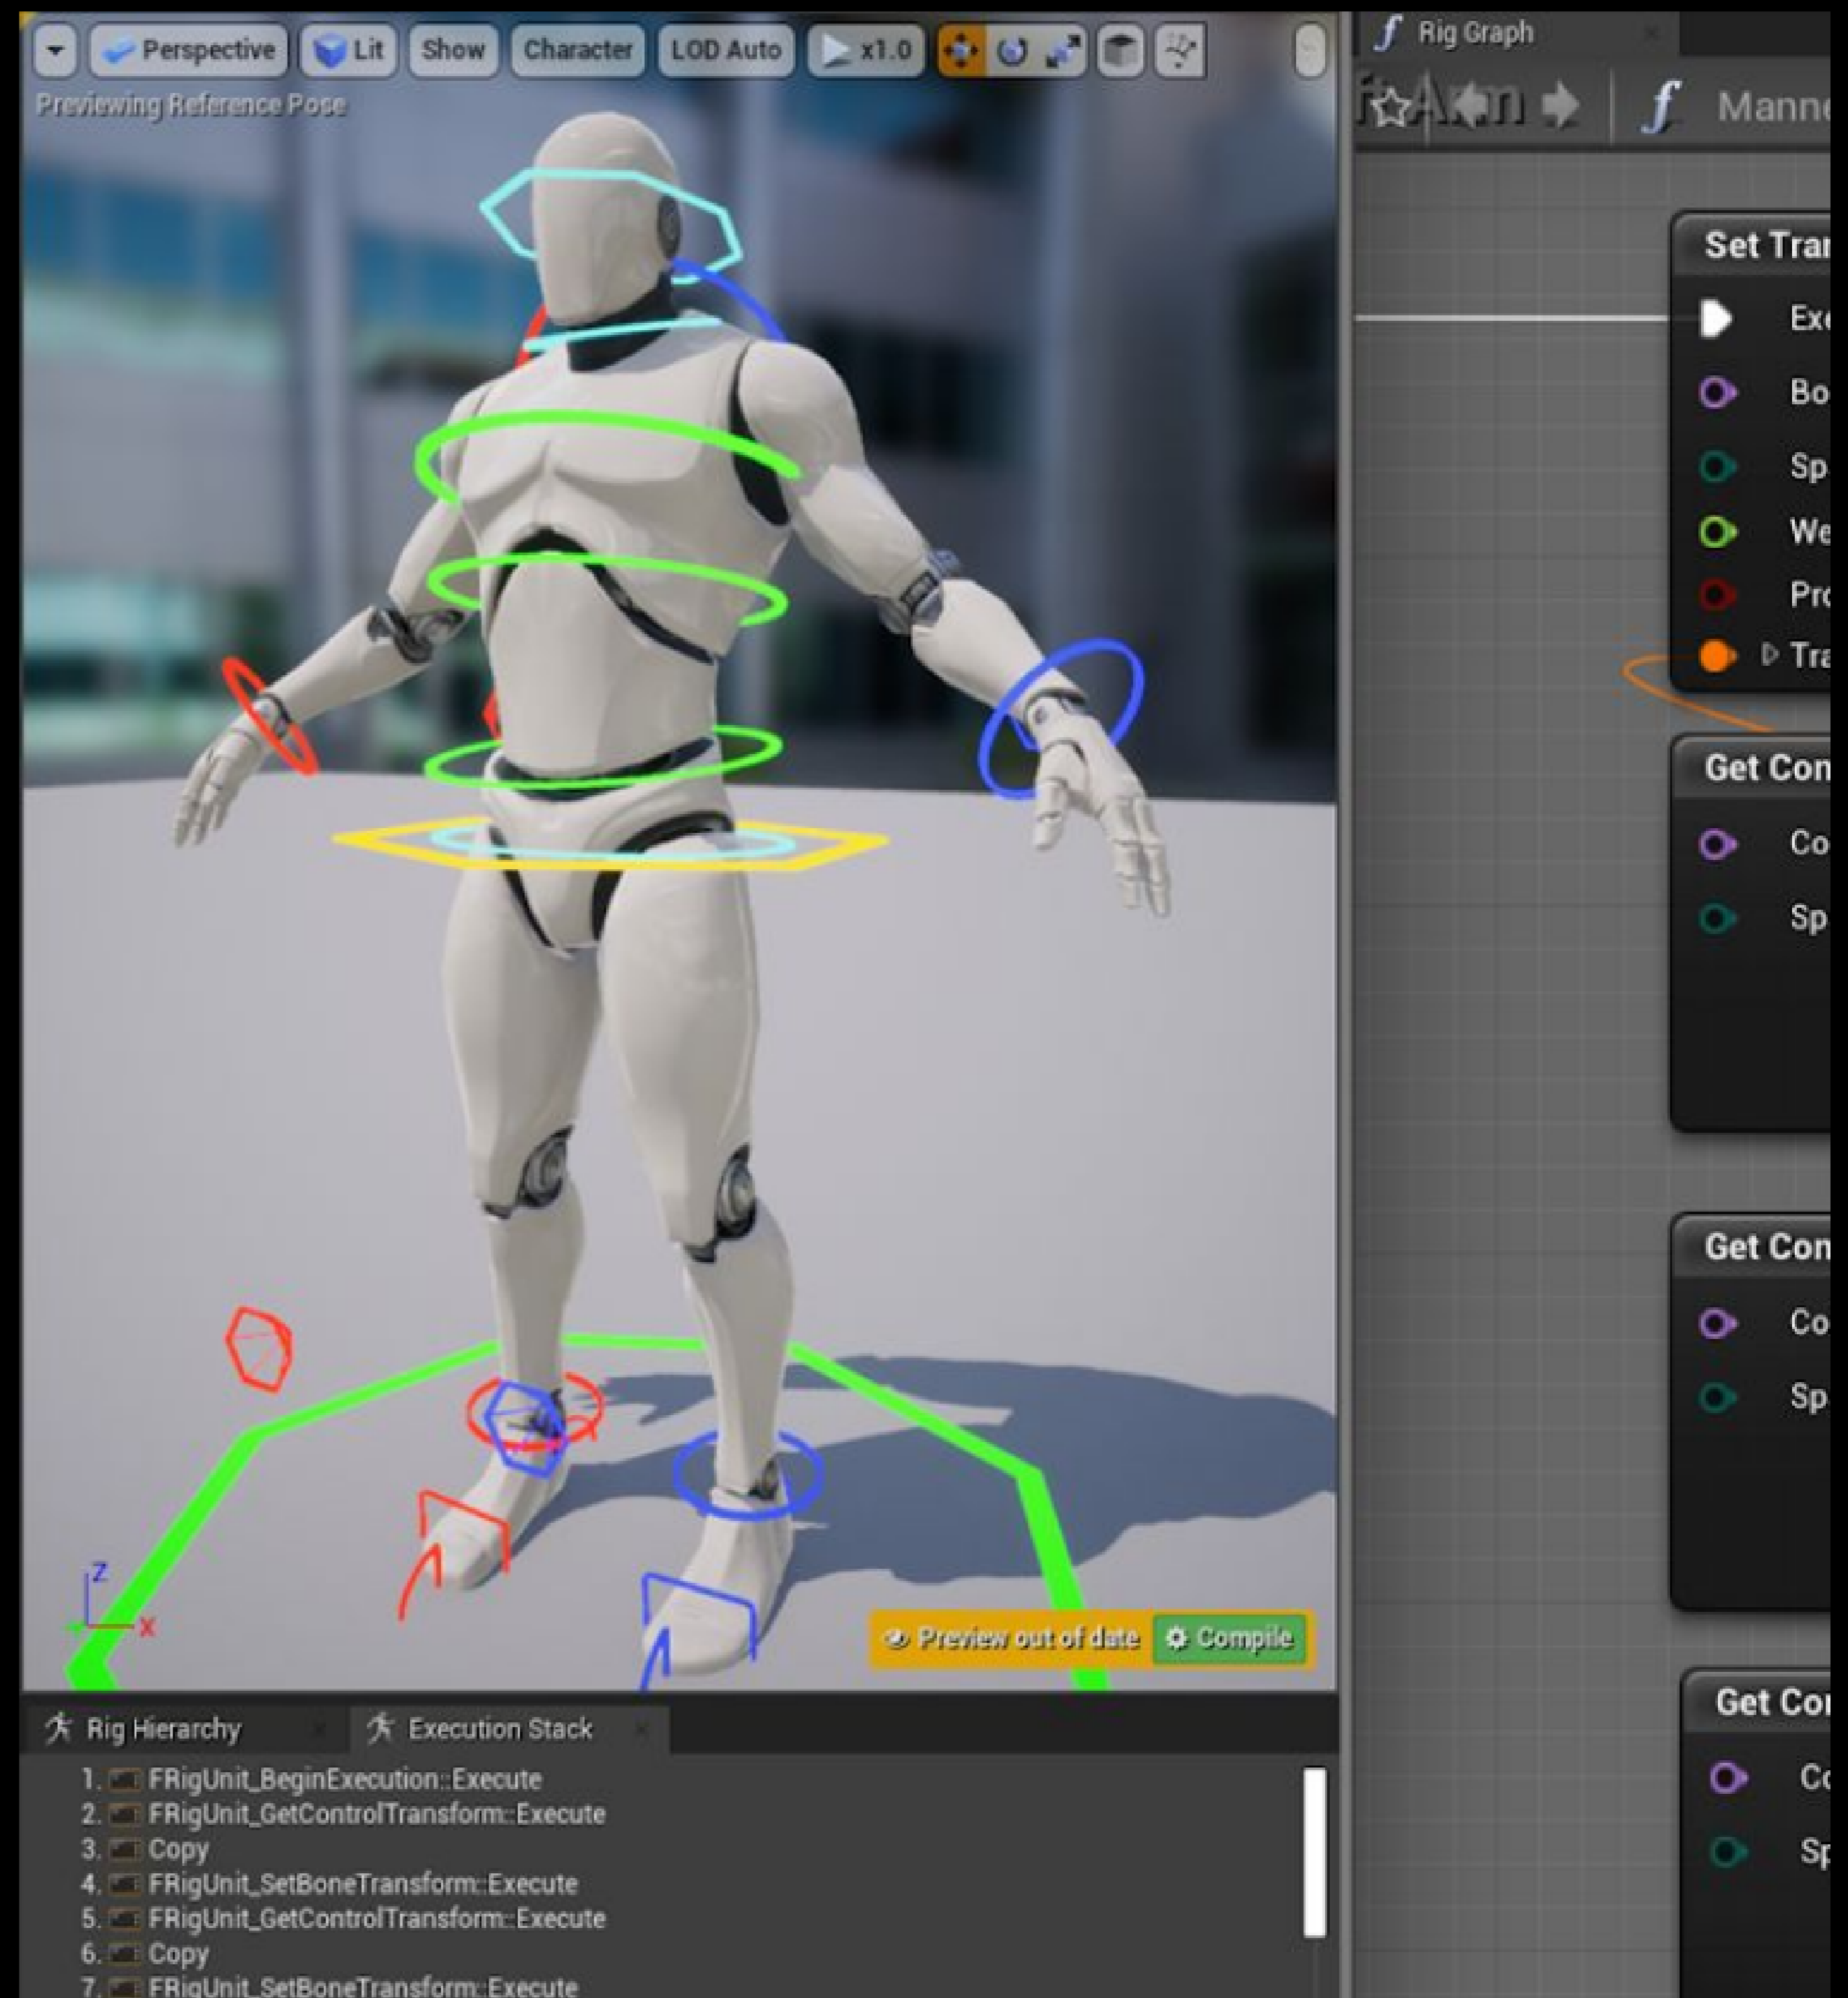 Perspective Lit Show Character LOD Auto x1.0
Previewing Reference Pose
Z
X
Preview out of date Compile
Rig Hierarchy Execution Stack
1. FRigUnit_BeginExecution::Execute
2. FRigUnit_GetControlTransform::Execute
3. Copy
4. FRigUnit_SetBoneTransform::Execute
5. FRigUnit_GetControlTransform::Execute
6. Copy
7. FRigUnit_SetBoneTransform::Execute
f Rig Graph
ft Arm
f Manne
Set Tran
Exe
Bo
Sp
We
Pro
Tra
Get Con
Co
Sp
Get Con
Co
Sp
Get Con
Co
Sp